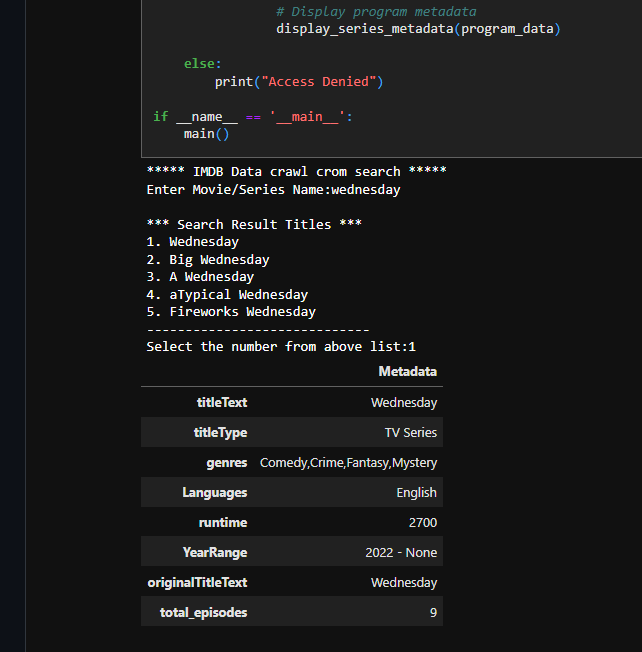 # Display program metadata
display_series_metadata(program_data)
else:
print("Access Denied")
if __name__ == '__main__':
main()
***** IMDB Data crawl crom search *****
Enter Movie/Series Name:wednesday
*** Search Result Titles ***
1. Wednesday
2. Big Wednesday
3. A Wednesday
4. aTypical Wednesday
5. Fireworks Wednesday
-----------------------------
Select the number from above list:1
Metadata
titleText Wednesday
titleType TV Series
genres Comedy,Crime,Fantasy,Mystery
Languages English
runtime 2700
YearRange 2022 - None
originalTitleText Wednesday
total_episodes 9